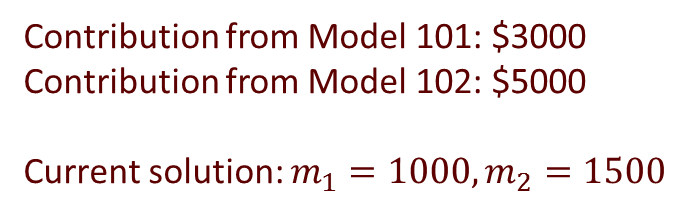 Contribution from Model 101: $3000
Contribution from Model 102: $5000
Current solution: m₁ = 1000, m₂ = 1500